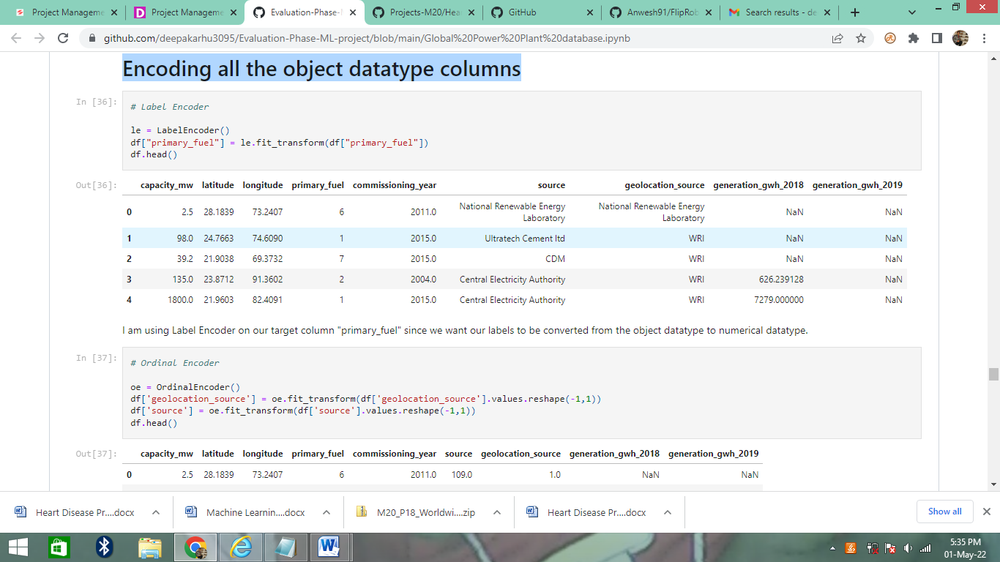 Project Manageme
Project Manageme
Evaluation-Phase-M
Projects-M20/Hea
GitHub
Anwesh91/FlipRob
Search results - de
github.com/deepakarhu3095/Evaluation-Phase-ML-project/blob/main/Global%20Power%20Plant%20database.ipynb
Encoding all the object datatype columns
In [36]:
# Label Encoder
le = LabelEncoder()
df["primary_fuel"] = le.fit_transform(df["primary_fuel"])
df.head()
Out[36]:
capacity_mw latitude longitude primary_fuel commissioning_year source geolocation_source generation_gwh_2018 generation_gwh_2019
0 2.5 28.1839 73.2407 6 2011.0 National Renewable Energy Laboratory National Renewable Energy Laboratory NaN NaN
1 98.0 24.7663 74.6090 1 2015.0 Ultratech Cement ltd WRI NaN NaN
2 39.2 21.9038 69.3732 7 2015.0 CDM WRI NaN NaN
3 135.0 23.8712 91.3602 2 2004.0 Central Electricity Authority WRI 626.239128 NaN
4 1800.0 21.9603 82.4091 1 2015.0 Central Electricity Authority WRI 7279.000000 NaN
I am using Label Encoder on our target column "primary_fuel" since we want our labels to be converted from the object datatype to numerical datatype.
In [37]:
# Ordinal Encoder
oe = OrdinalEncoder()
df['geolocation_source'] = oe.fit_transform(df['geolocation_source'].values.reshape(-1,1))
df['source'] = oe.fit_transform(df['source'].values.reshape(-1,1))
df.head()
Out[37]:
capacity_mw latitude longitude primary_fuel commissioning_year source geolocation_source generation_gwh_2018 generation_gwh_2019
0 2.5 28.1839 73.2407 6 2011.0 109.0 1.0 NaN NaN
Heart Disease Pr....docx
Machine Learnin....docx
M20_P18_Worldwi....zip
Heart Disease Pr....docx
Show all
5:35 PM
01-May-22